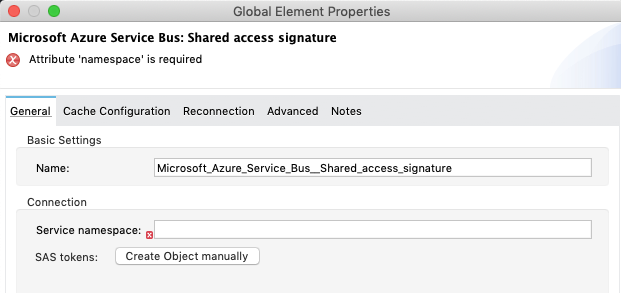 Global Element Properties
Microsoft Azure Service Bus: Shared access signature
Attribute 'namespace' is required
General Cache Configuration Reconnection Advanced Notes
Basic Settings
Name: Microsoft_Azure_Service_Bus__Shared_access_signature
Connection
Service namespace:
SAS tokens: Create Object manually